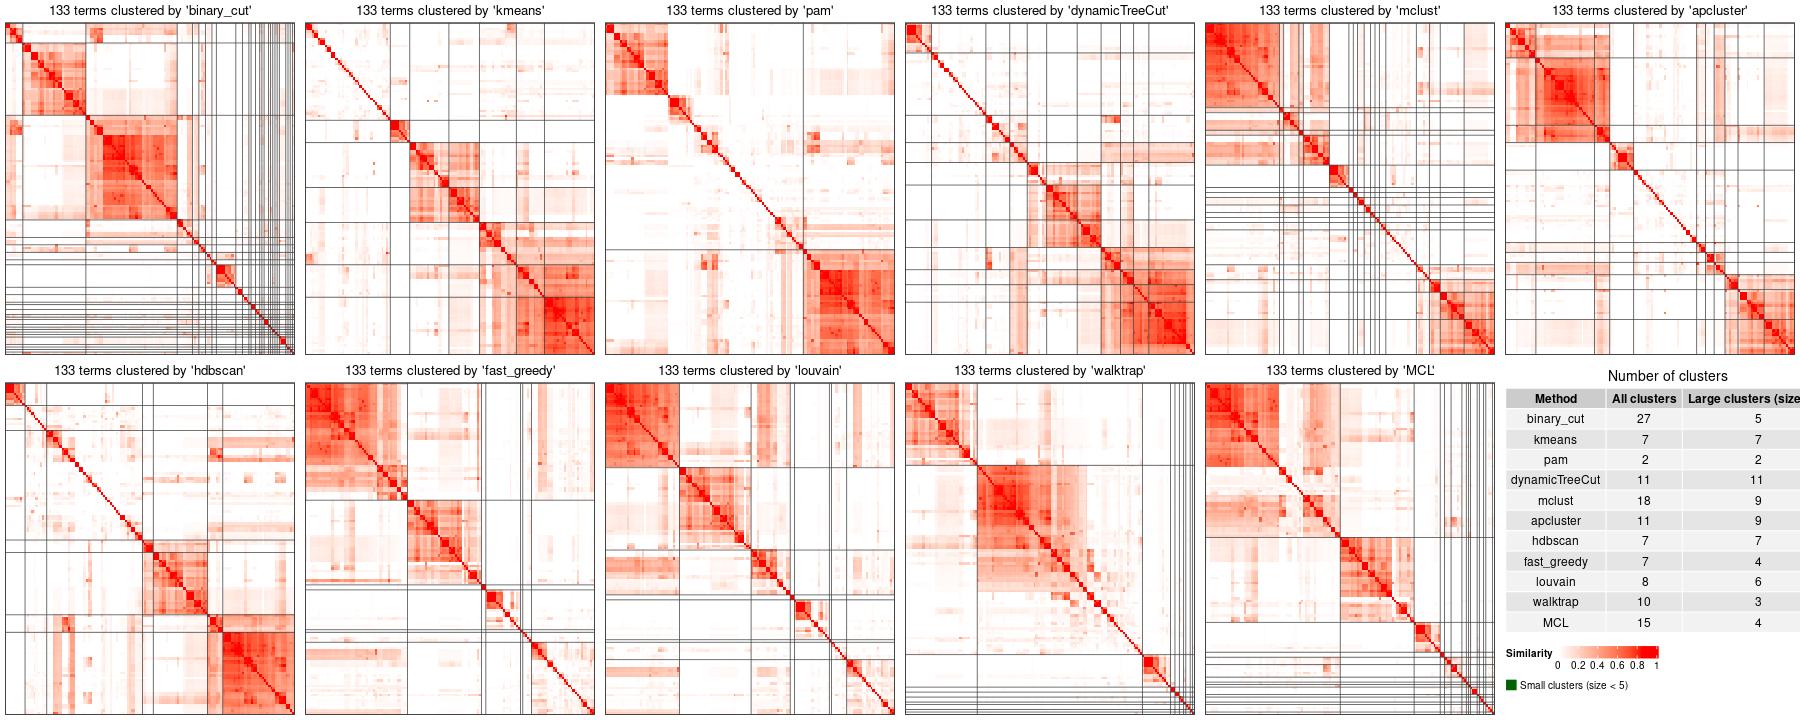 133 terms clustered by 'binary_cut'
133 terms clustered by 'kmeans'
133 terms clustered by 'pam'
133 terms clustered by 'dynamicTreeCut'
133 terms clustered by 'mclust'
133 terms clustered by 'apcluster'
133 terms clustered by 'hdbscan'
133 terms clustered by 'fast_greedy'
133 terms clustered by 'louvain'
133 terms clustered by 'walktrap'
133 terms clustered by 'MCL'
Number of clusters
Method All clusters Large clusters (size
binary_cut 27 5
kmeans 7 7
pam 2 2
dynamicTreeCut 11 11
mclust 18 9
apcluster 11 9
hdbscan 7 7
fast_greedy 7 4
louvain 8 6
walktrap 10 3
MCL 15 4
Similarity
0 0.2 0.4 0.6 0.8 1
Small clusters (size < 5)